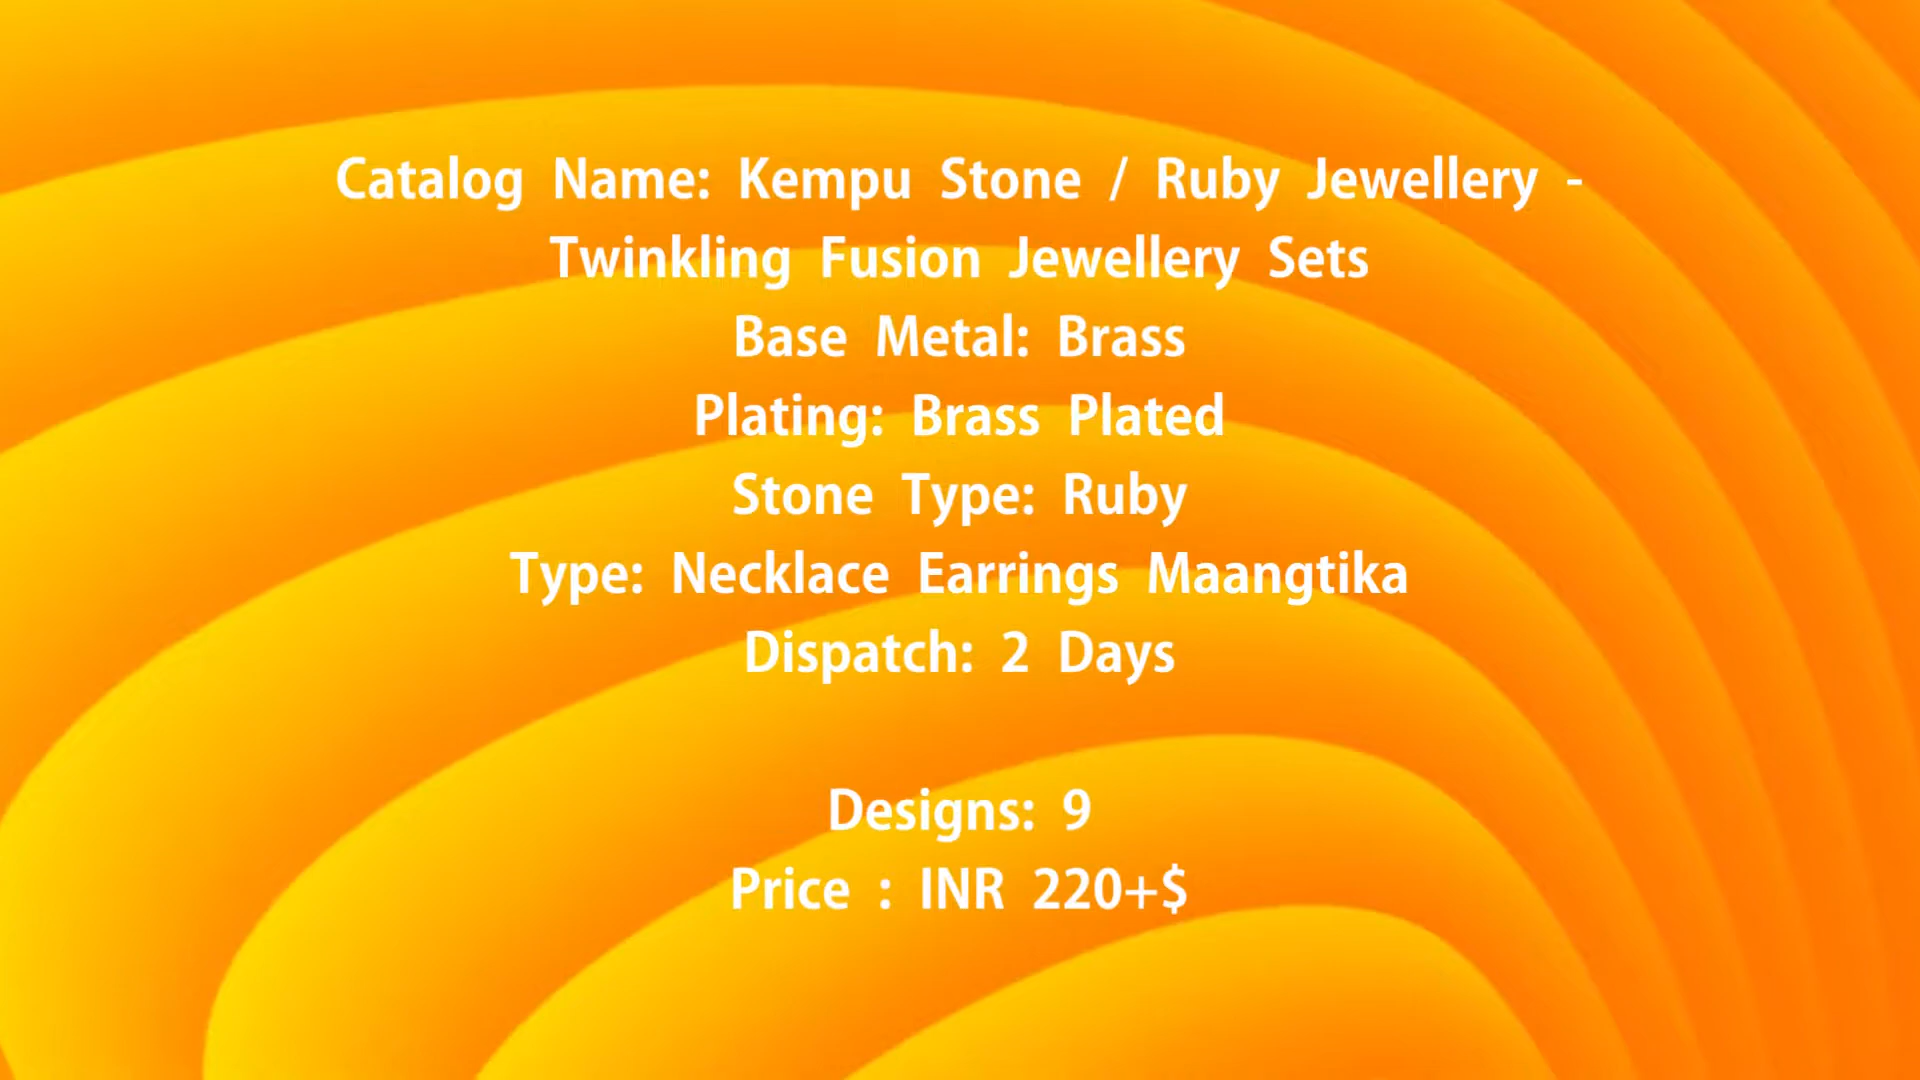 Catalog Name: Kempu Stone / Ruby Jewellery -
Twinkling Fusion Jewellery Sets
Base Metal: Brass
Plating: Brass Plated
Stone Type: Ruby
Type: Necklace Earrings Maangtika
Dispatch: 2 Days
Designs: 9
Price : INR 220+$